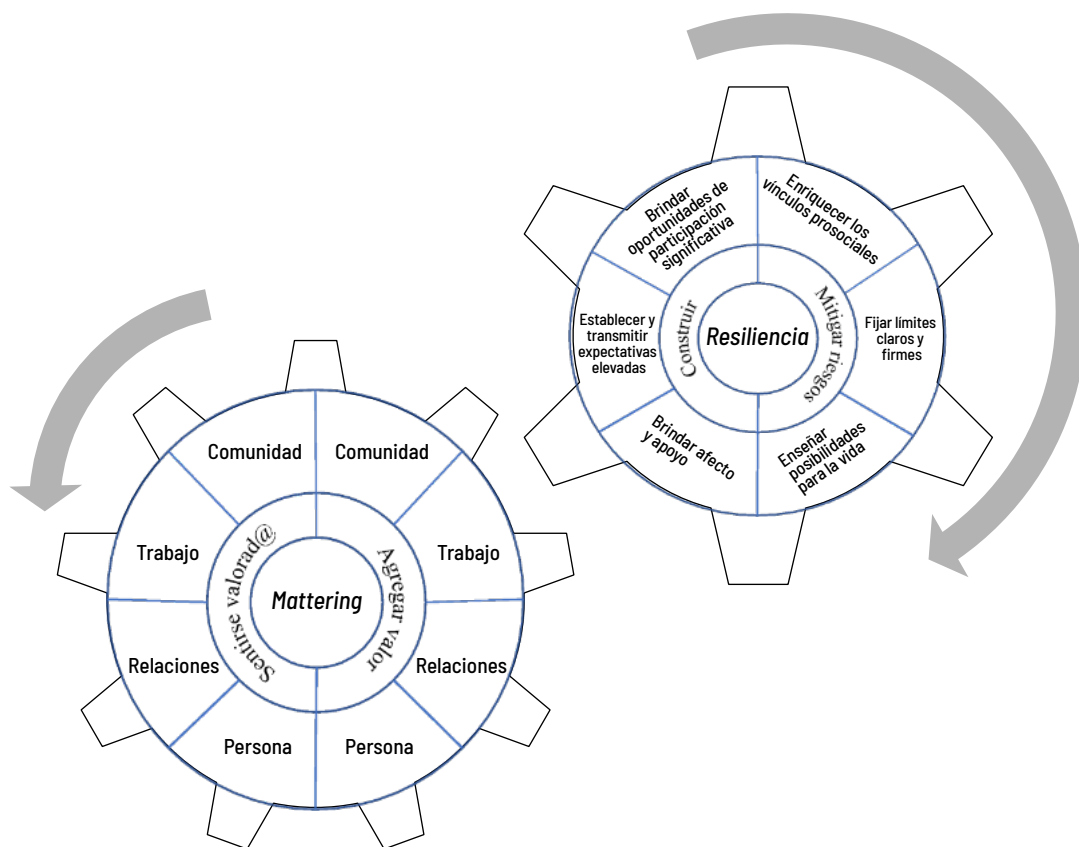 Brindar
oportunidades de
participación
significativa
Enriquecer los
vínculos prosociales
Establecer y
transmitir
expectativas
elevadas
Construir
Resiliencia
Mitigar riesgos
Fijar límites
claros y
firmes
Brindar afecto
y apoyo
Enseñar
posibilidades
para la vida
Comunidad
Comunidad
Trabajo
Sentirse valorad@
Mattering
Agregar valor
Trabajo
Relaciones
Relaciones
Persona
Persona